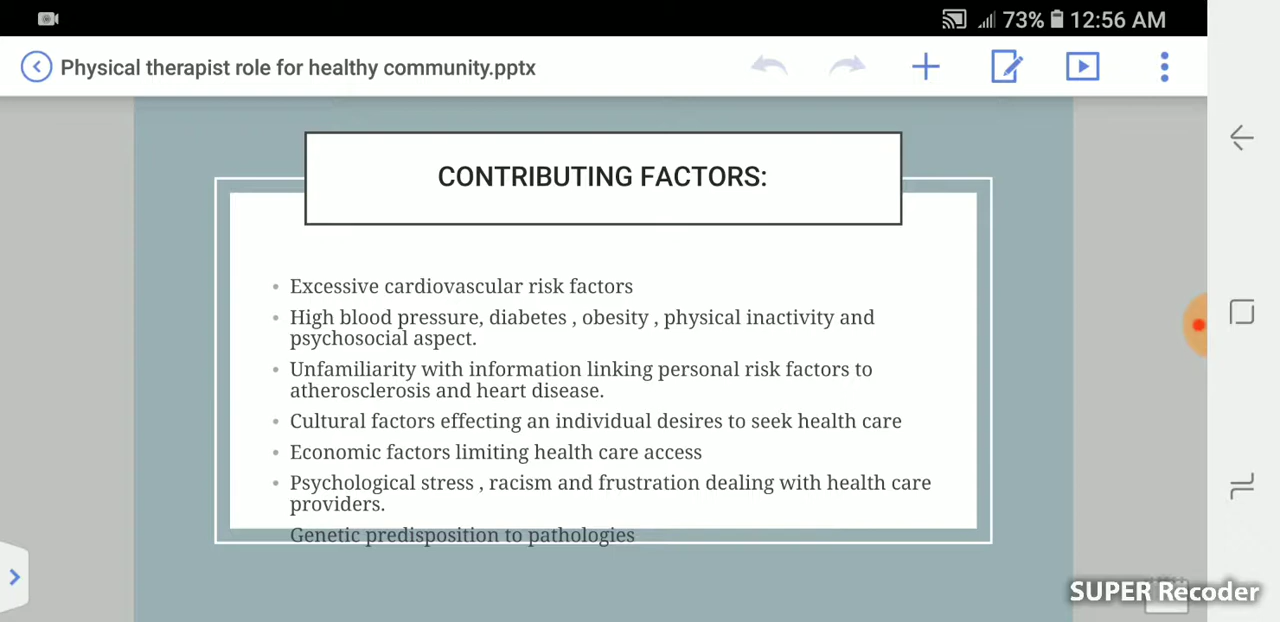 73% 12:56 AM
Physical therapist role for healthy community.pptx
CONTRIBUTING FACTORS:
• Excessive cardiovascular risk factors
• High blood pressure, diabetes , obesity , physical inactivity and
psychosocial aspect.
• Unfamiliarity with information linking personal risk factors to
atherosclerosis and heart disease.
• Cultural factors effecting an individual desires to seek health care
• Economic factors limiting health care access
• Psychological stress , racism and frustration dealing with health care
providers.
Genetic predisposition to pathologies
SUPER Recoder